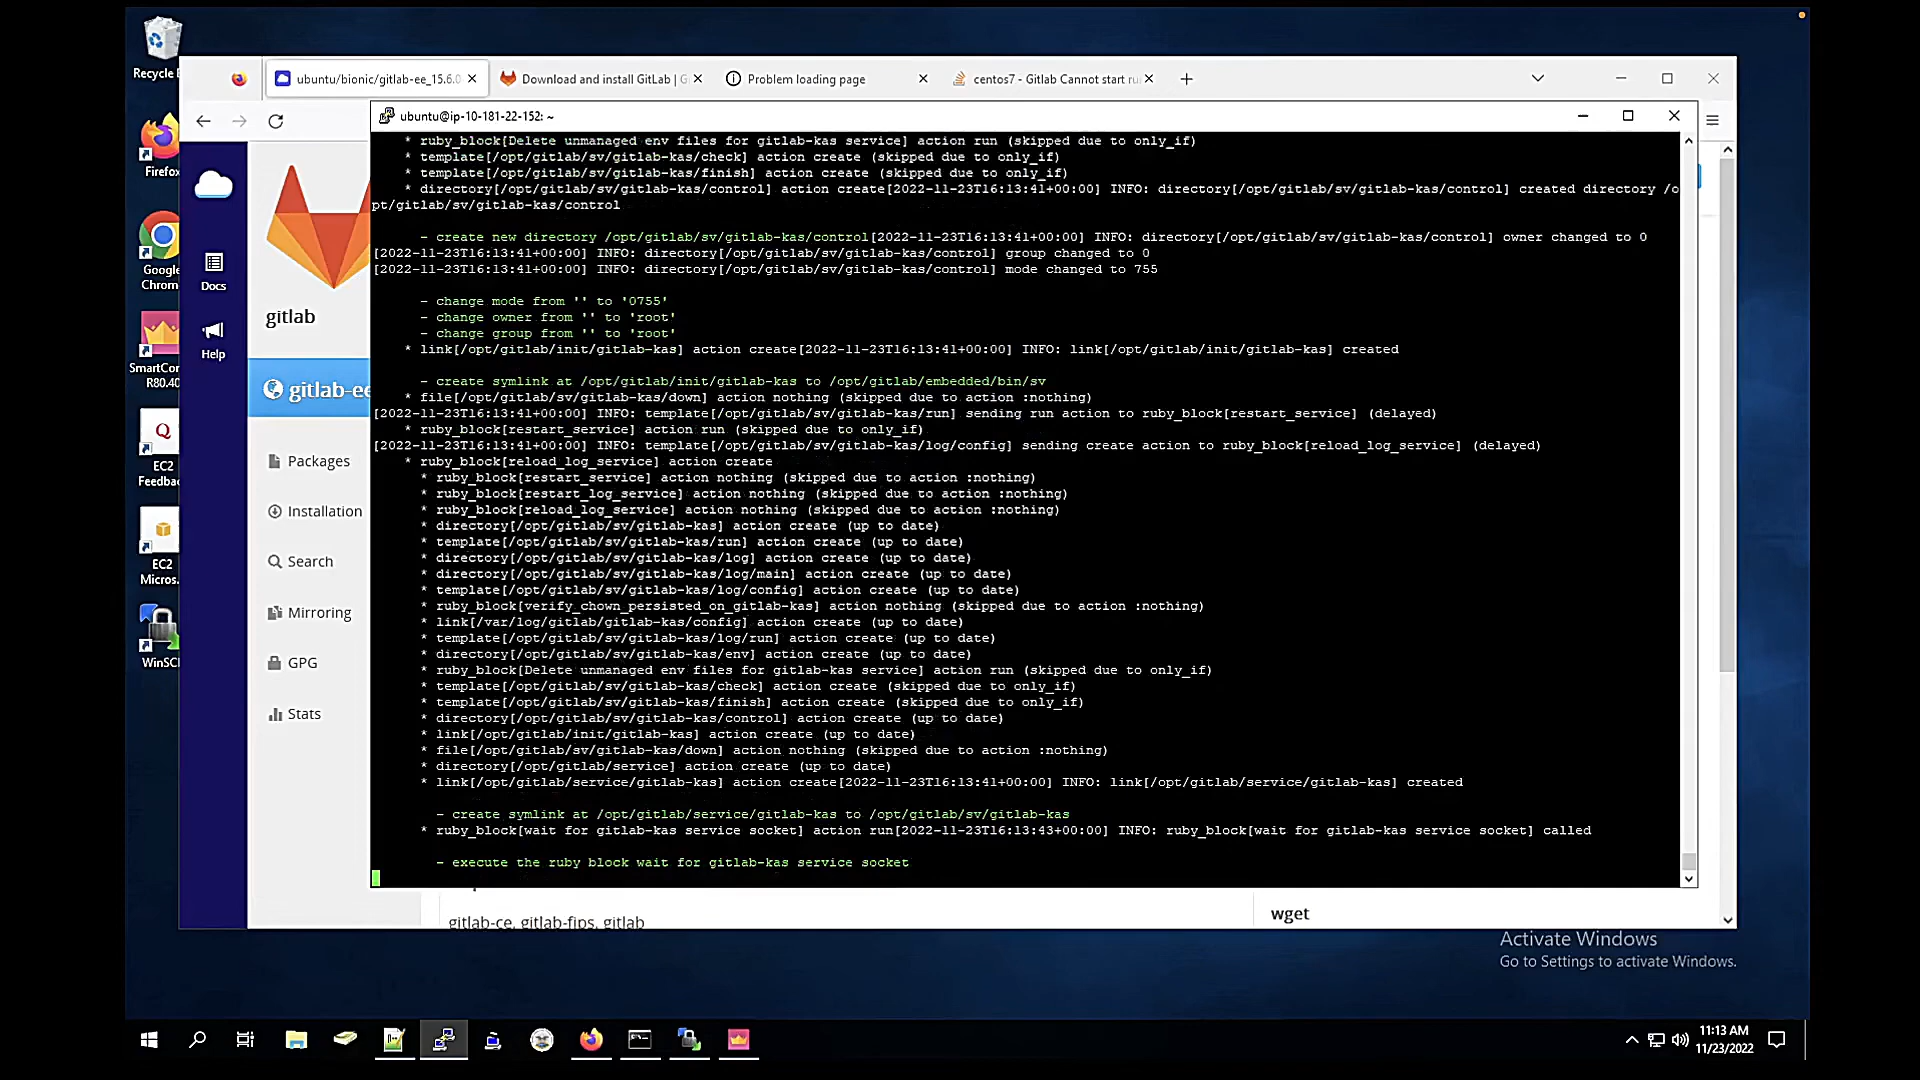 Recycle
ubuntu/bionic/gitlab-ee_15.6.0
Download and install GitLab | G
Problem loading page
centos7 - Gitlab Cannot start ru
ubuntu@ip-10-181-22-152: ~
* ruby_block[Delete unmanaged env files for gitlab-kas service] action run (skipped due to only_if)
* template[/opt/gitlab/sv/gitlab-kas/check] action create (skipped due to only_if)
* template[/opt/gitlab/sv/gitlab-kas/finish] action create (skipped due to only_if)
* directory[/opt/gitlab/sv/gitlab-kas/control] action create[2022-11-23T16:13:41+00:00] INFO: directory[/opt/gitlab/sv/gitlab-kas/control] created directory /o
pt/gitlab/sv/gitlab-kas/control
- create new directory /opt/gitlab/sv/gitlab-kas/control[2022-11-23T16:13:41+00:00] INFO: directory[/opt/gitlab/sv/gitlab-kas/control] owner changed to 0
[2022-11-23T16:13:41+00:00] INFO: directory[/opt/gitlab/sv/gitlab-kas/control] group changed to 0
[2022-11-23T16:13:41+00:00] INFO: directory[/opt/gitlab/sv/gitlab-kas/control] mode changed to 755
- change mode from '' to '0755'
- change owner from '' to 'root'
- change group from '' to 'root'
* link[/opt/gitlab/init/gitlab-kas] action create[2022-11-23T16:13:41+00:00] INFO: link[/opt/gitlab/init/gitlab-kas] created
- create symlink at /opt/gitlab/init/gitlab-kas to /opt/gitlab/embedded/bin/sv
* file[/opt/gitlab/sv/gitlab-kas/down] action nothing (skipped due to action :nothing)
[2022-11-23T16:13:41+00:00] INFO: template[/opt/gitlab/sv/gitlab-kas/run] sending run action to ruby_block[restart_service] (delayed)
* ruby_block[restart_service] action run (skipped due to only_if)
[2022-11-23T16:13:41+00:00] INFO: template[/opt/gitlab/sv/gitlab-kas/log/config] sending create action to ruby_block[reload_log_service] (delayed)
* ruby_block[reload_log_service] action create
* ruby_block[restart_service] action nothing (skipped due to action :nothing)
* ruby_block[restart_log_service] action nothing (skipped due to action :nothing)
* ruby_block[reload_log_service] action nothing (skipped due to action :nothing)
* directory[/opt/gitlab/sv/gitlab-kas] action create (up to date)
* template[/opt/gitlab/sv/gitlab-kas/run] action create (up to date)
* directory[/opt/gitlab/sv/gitlab-kas/log] action create (up to date)
* directory[/opt/gitlab/sv/gitlab-kas/log/main] action create (up to date)
* template[/opt/gitlab/sv/gitlab-kas/log/config] action create (up to date)
* ruby_block[verify_chown_persisted_on_gitlab-kas] action nothing (skipped due to action :nothing)
* link[/var/log/gitlab/gitlab-kas/config] action create (up to date)
* template[/opt/gitlab/sv/gitlab-kas/log/run] action create (up to date)
* directory[/opt/gitlab/sv/gitlab-kas/env] action create (up to date)
* ruby_block[Delete unmanaged env files for gitlab-kas service] action run (skipped due to only_if)
* template[/opt/gitlab/sv/gitlab-kas/check] action create (skipped due to only_if)
* template[/opt/gitlab/sv/gitlab-kas/finish] action create (skipped due to only_if)
* directory[/opt/gitlab/sv/gitlab-kas/control] action create (up to date)
* link[/opt/gitlab/init/gitlab-kas] action create (up to date)
* file[/opt/gitlab/sv/gitlab-kas/down] action nothing (skipped due to action :nothing)
* directory[/opt/gitlab/service] action create (up to date)
* link[/opt/gitlab/service/gitlab-kas] action create[2022-11-23T16:13:41+00:00] INFO: link[/opt/gitlab/service/gitlab-kas] created
- create symlink at /opt/gitlab/service/gitlab-kas to /opt/gitlab/sv/gitlab-kas
* ruby_block[wait for gitlab-kas service socket] action run[2022-11-23T16:13:43+00:00] INFO: ruby_block[wait for gitlab-kas service socket] called
- execute the ruby block wait for gitlab-kas service socket
Firefox
Google
Chrom
SmartCon
R80.40
EC2
Feedba
EC2
Micros.
WinSC
Docs
Help
gitlab
gitlab-ee
Packages
Installation
Search
Mirroring
GPG
Stats
gitlab-ce, gitlab-fips, gitlab
wget
Activate Windows
Go to Settings to activate Windows.
11:13 AM
11/23/2022